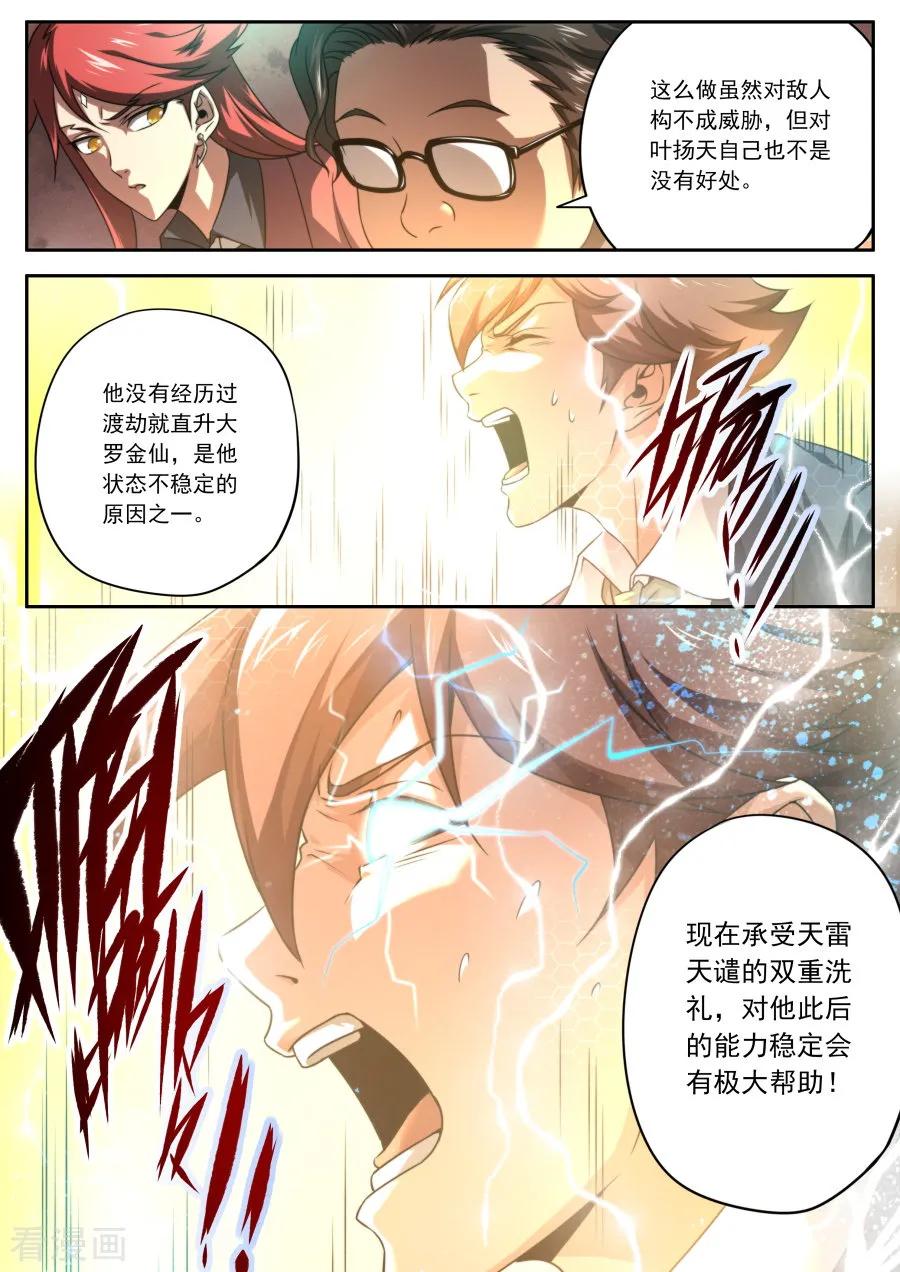 这么做虽然对敌人
构不成威胁，但对
叶扬天自己也不是
没有好处。
他没有经历过
渡劫就直升大
罗金仙，是他
状态不稳定的
原因之一。
啊啊！
现在承受天雷
天谴的双重洗
礼，对他此后
的能力稳定会
有极大帮助！
看漫画